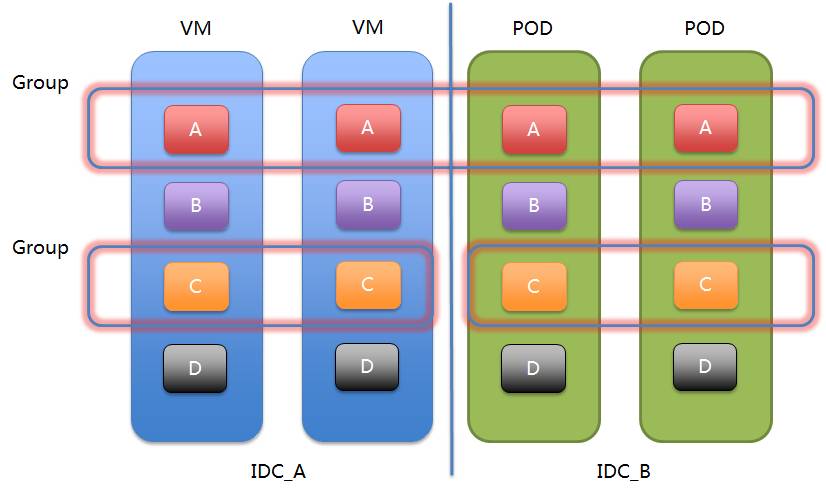 VM VM POD POD
Group
A A A A
B B B B
Group
C C C C
D D D D
IDC_A IDC_B